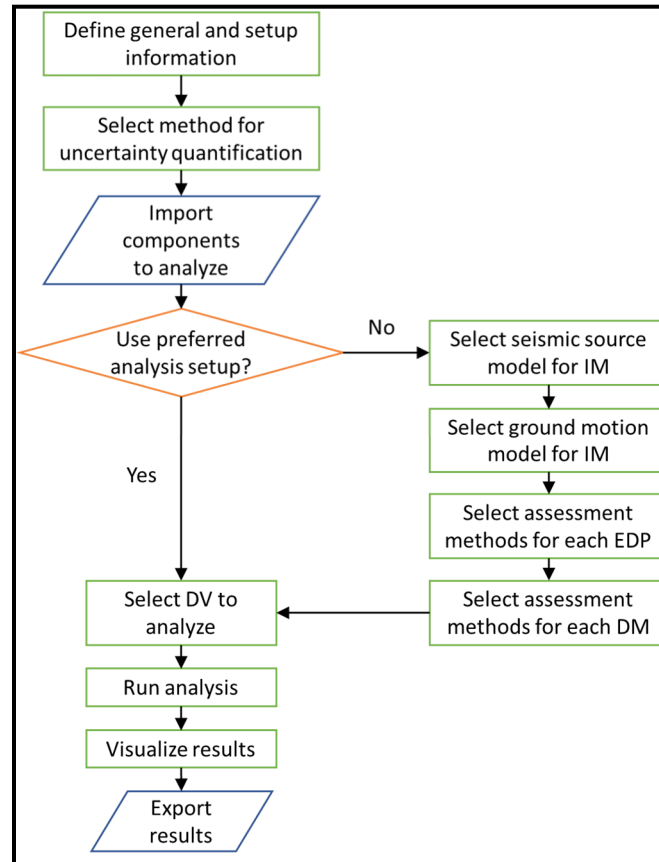 Define general and setup
information
Select method for
uncertainty quantification
Import
components
to analyze
Use preferred
analysis setup?
No
Select seismic source
model for IM
Select ground motion
model for IM
Select assessment
methods for each EDP
Select assessment
methods for each DM
Yes
Select DV to
analyze
Run analysis
Visualize results
Export
results